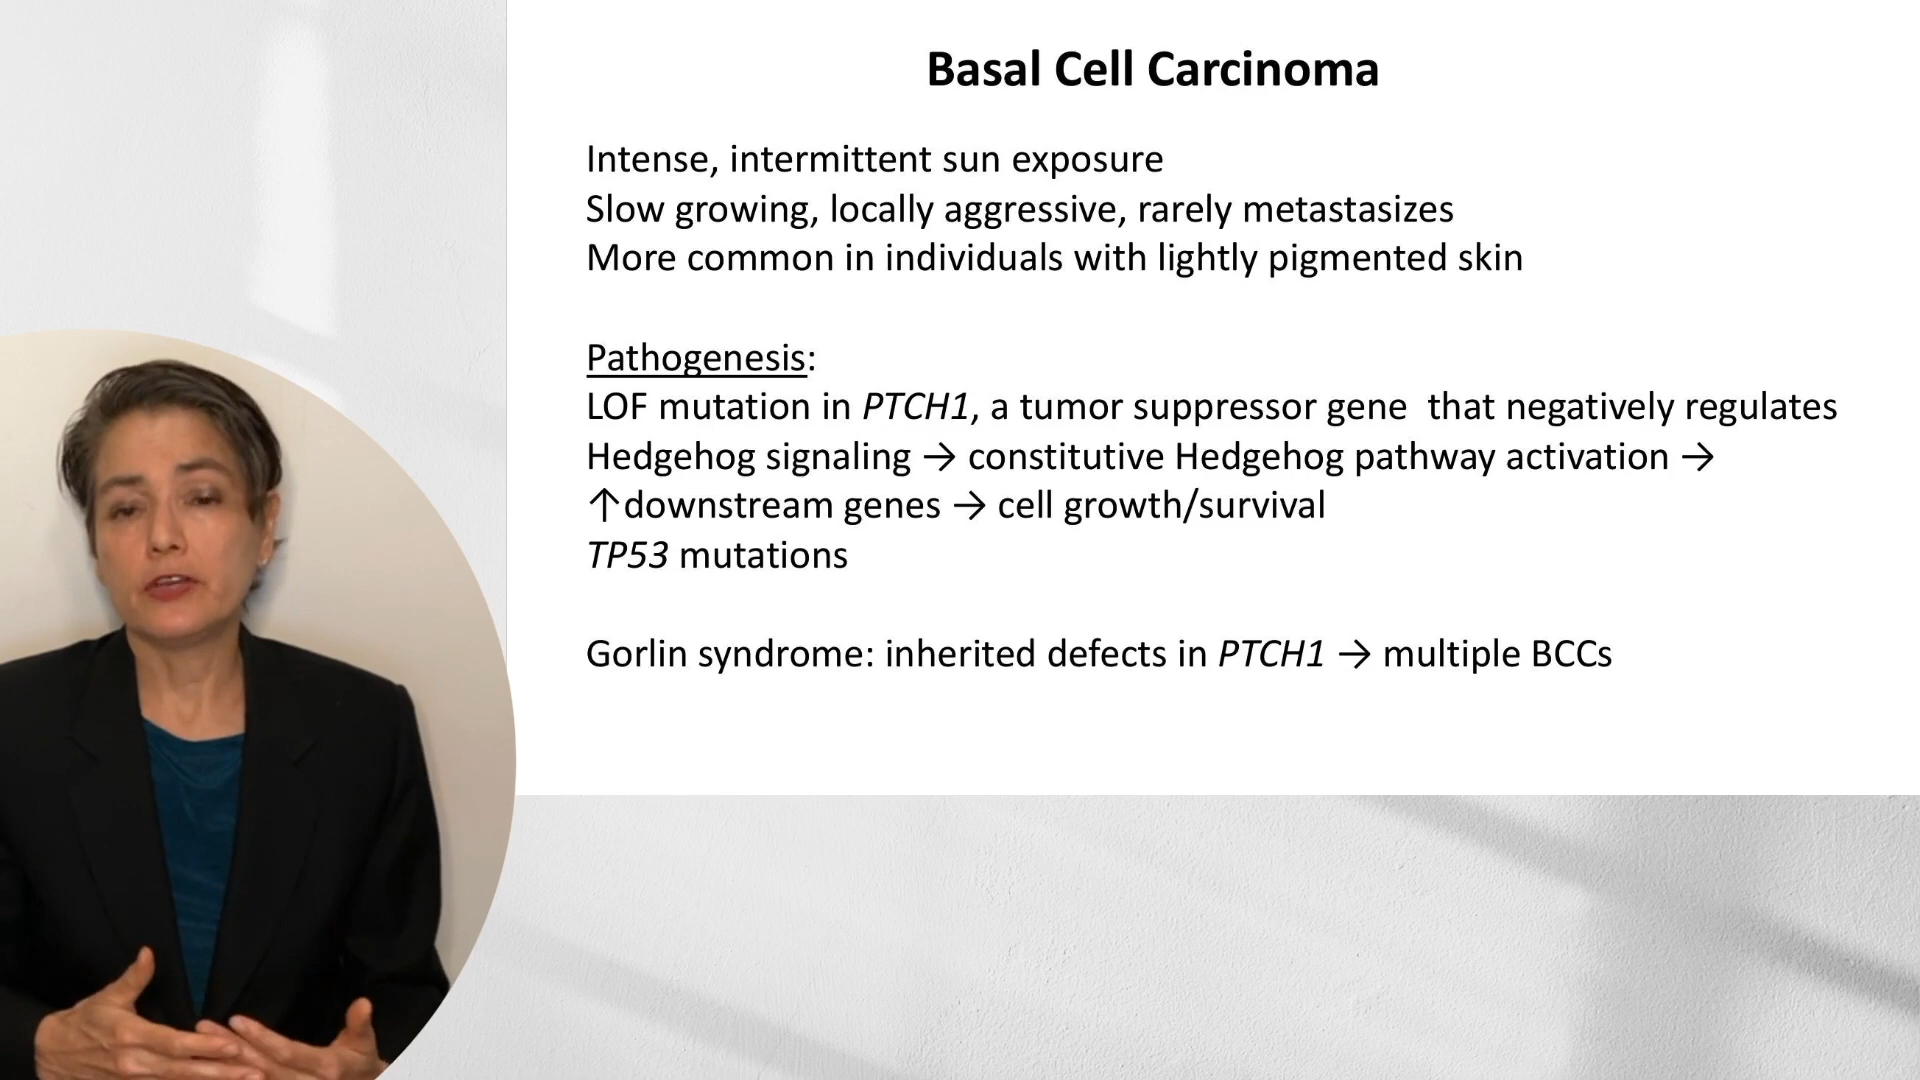 Basal Cell Carcinoma
Intense, intermittent sun exposure
Slow growing, locally aggressive, rarely metastasizes
More common in individuals with lightly pigmented skin
Pathogenesis:
LOF mutation in PTCH1, a tumor suppressor gene  that negatively regulates
Hedgehog signaling → constitutive Hedgehog pathway activation →
↑downstream genes → cell growth/survival
TP53 mutations
Gorlin syndrome: inherited defects in PTCH1 → multiple BCCs